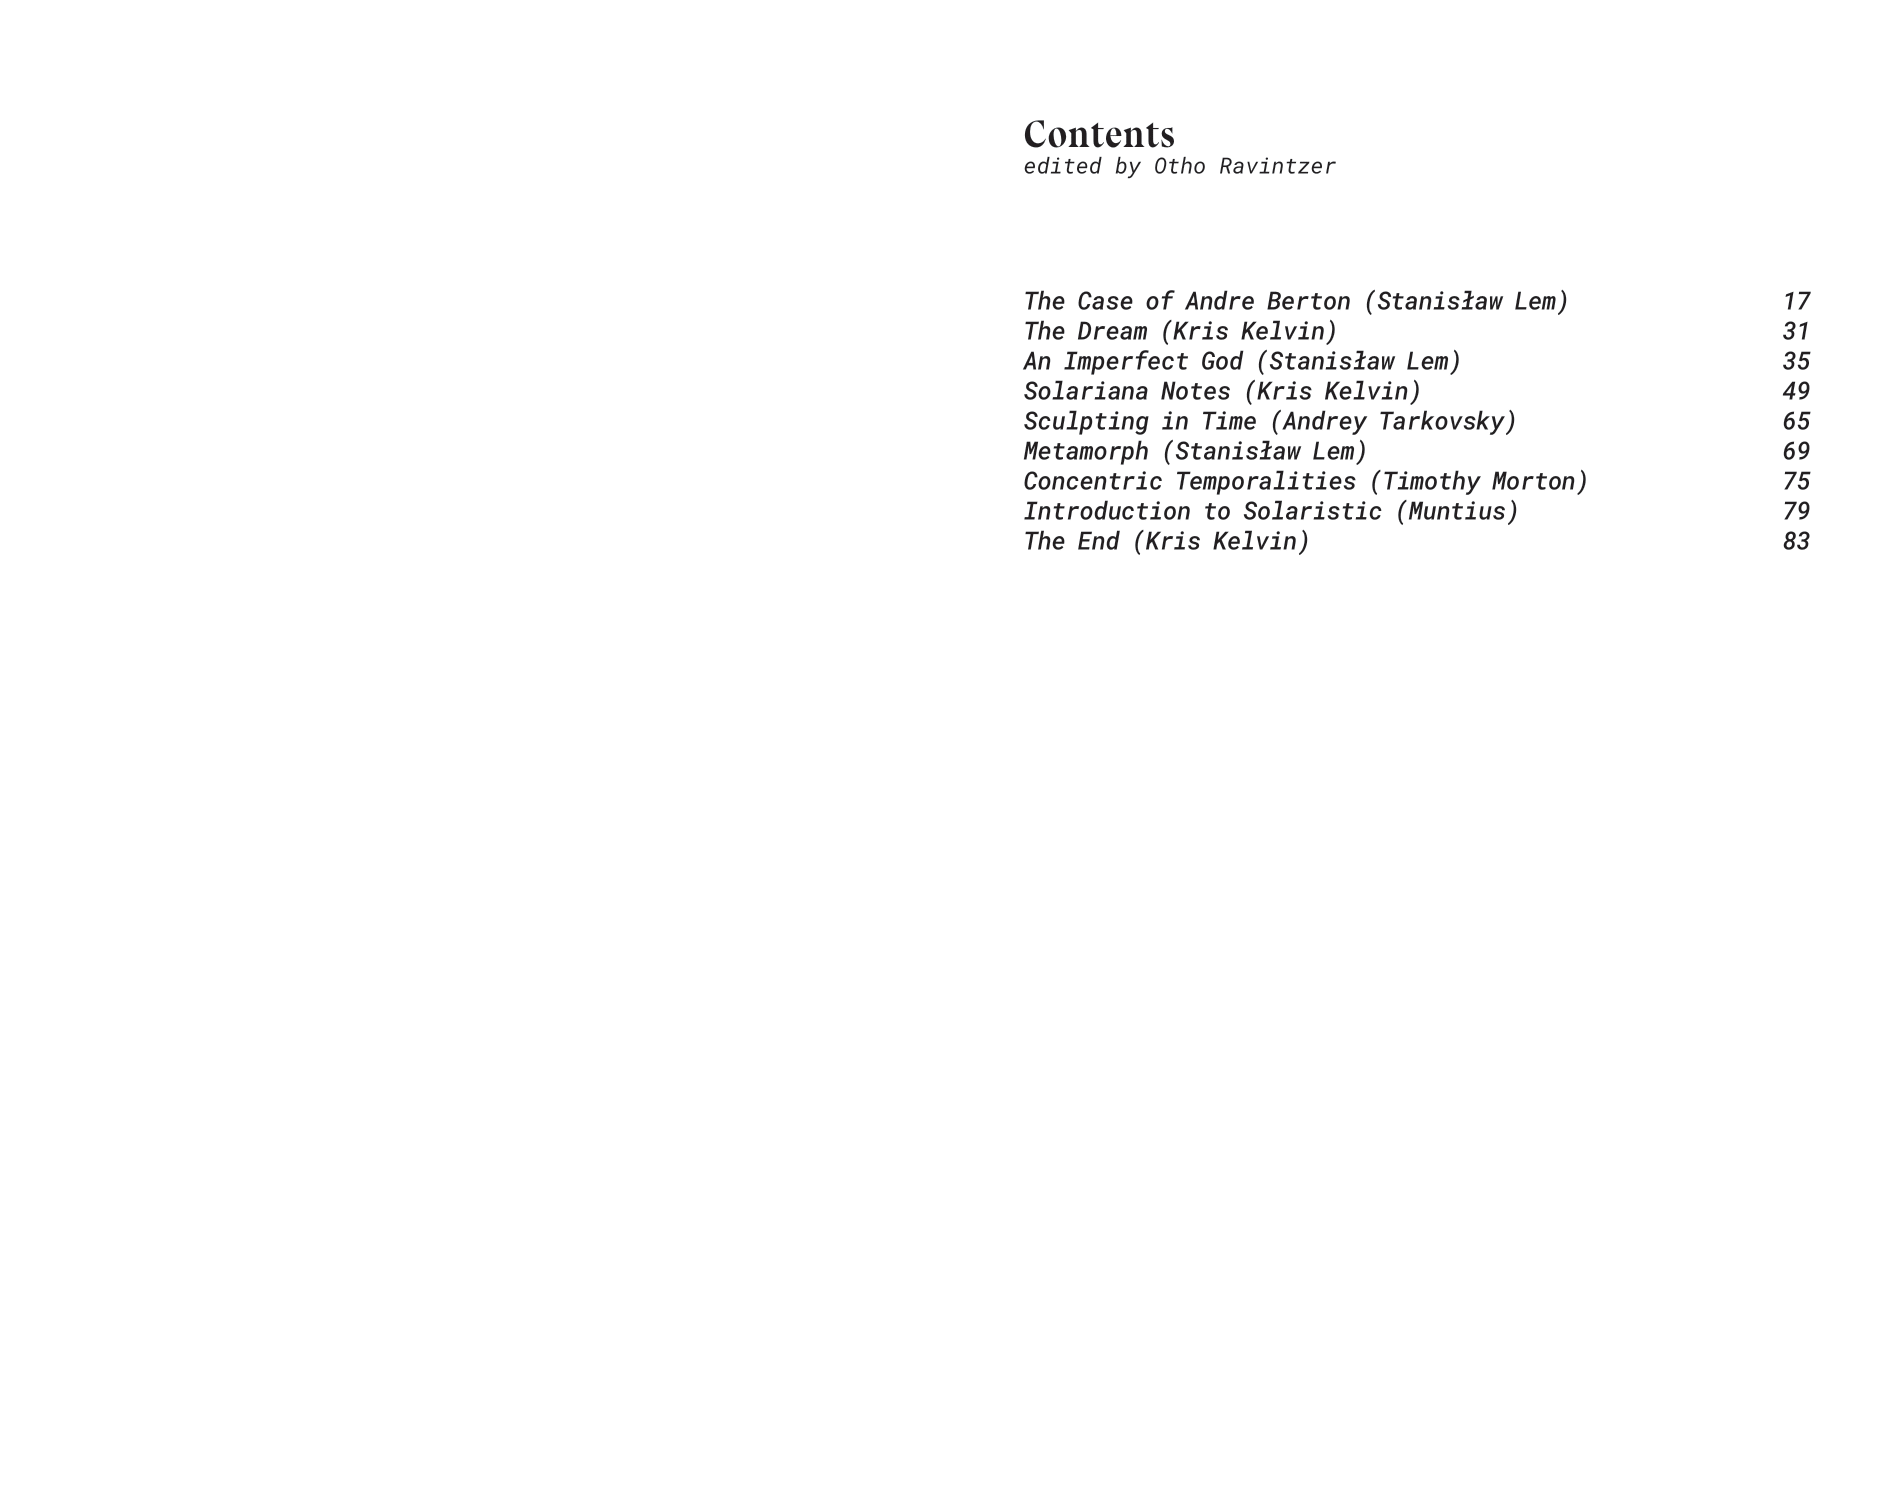 Contents
edited by Otho Ravintzer
The Case of Andre Berton (Stanisław Lem) 17
The Dream (Kris Kelvin) 31
An Imperfect God (Stanisław Lem) 35
Solariana Notes (Kris Kelvin) 49
Sculpting in Time (Andrey Tarkovsky) 65
Metamorph (Stanisław Lem) 69
Concentric Temporalities (Timothy Morton) 75
Introduction to Solaristic (Muntius) 79
The End (Kris Kelvin) 83